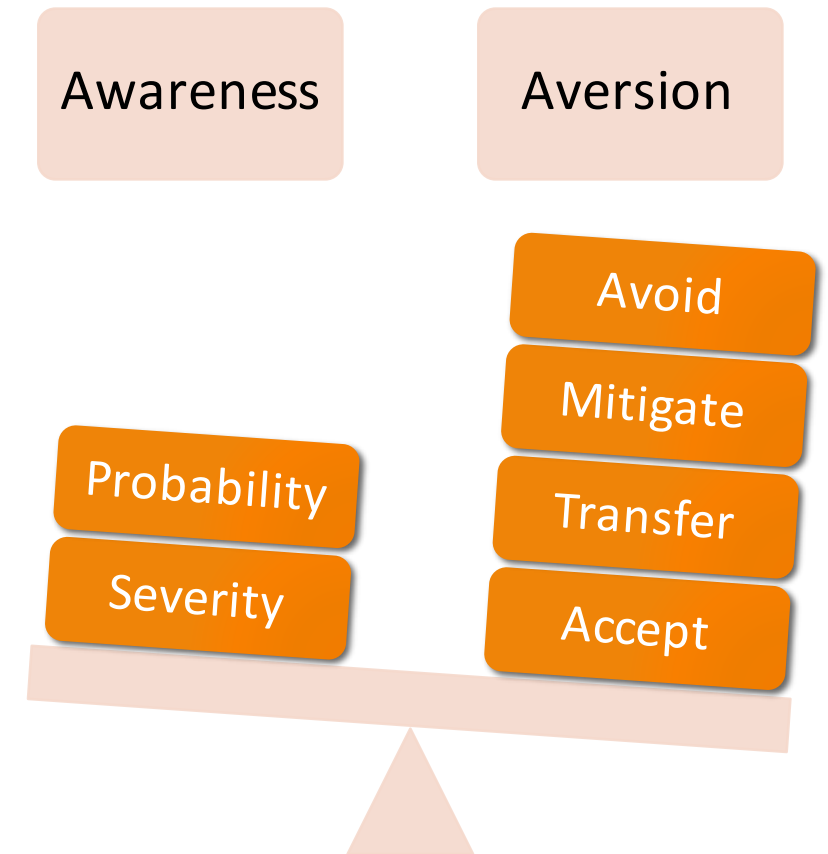 Awareness
Aversion
Probability
Severity
Avoid
Mitigate
Transfer
Accept